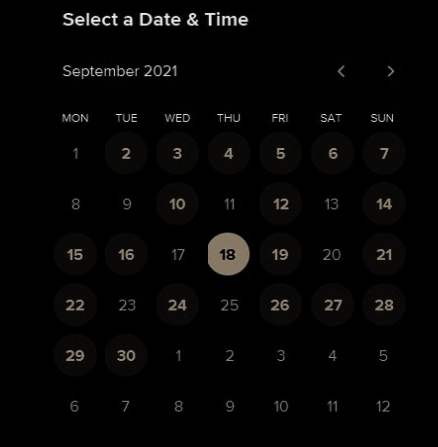 Select a Date & Time
September 2021
MON TUE WED THU FRI SAT SUN
1 2 3 4 5 6 7
8 9 10 11 12 13 14
15 16 17 18 19 20 21
22 23 24 25 26 27 28
29 30 1 2 3 4 5
6 7 8 9 10 11 12